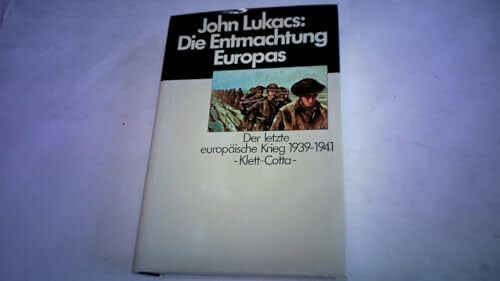 John Lukacs:
Die Entmachtung
Europas
Der letzte
europäische Krieg 1939-1941
-Klett-Cotta-